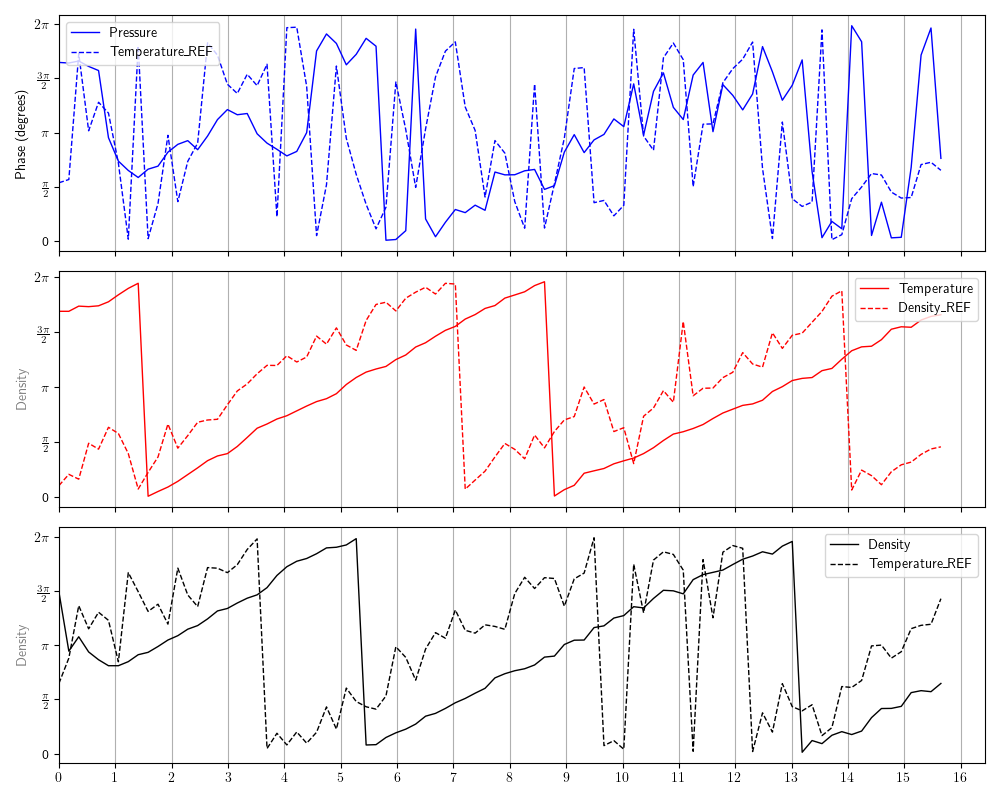 Pressure
Temperature_REF
2π
3π/2
π
π/2
0
Phase (degrees)
Temperature
Density_REF
2π
3π/2
π
π/2
0
Density
Density
Temperature_REF
2π
3π/2
π
π/2
0
Density
0 1 2 3 4 5 6 7 8 9 10 11 12 13 14 15 16